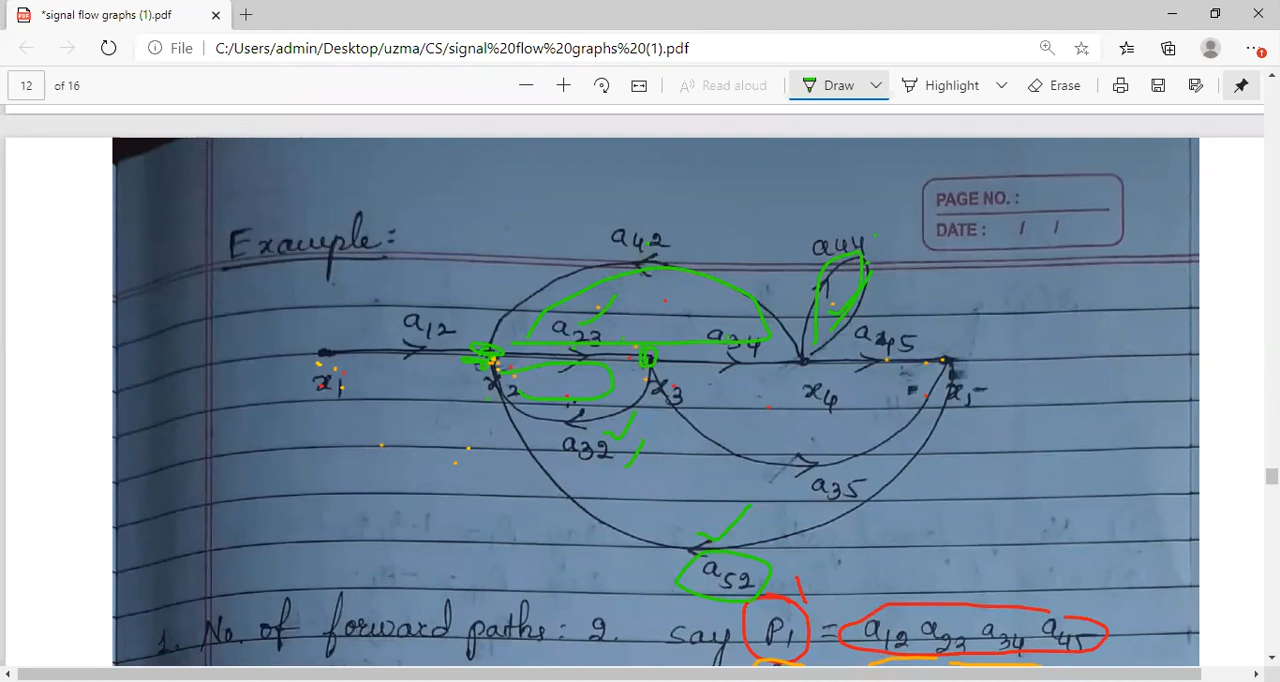 *signal flow graphs (1).pdf
File C:/Users/admin/Desktop/uzma/CS/signal%20flow%20graphs%20(1).pdf
12 of 16 Read aloud Draw Highlight Erase
PAGE NO. :
DATE : / /
Example:
a42
a44
a12
a23
a34
a45
x1
x2
x3
x4
x5
a32
a35
a52
1. No. of forward paths: 2. say P1 = a12 a23 a34 a45